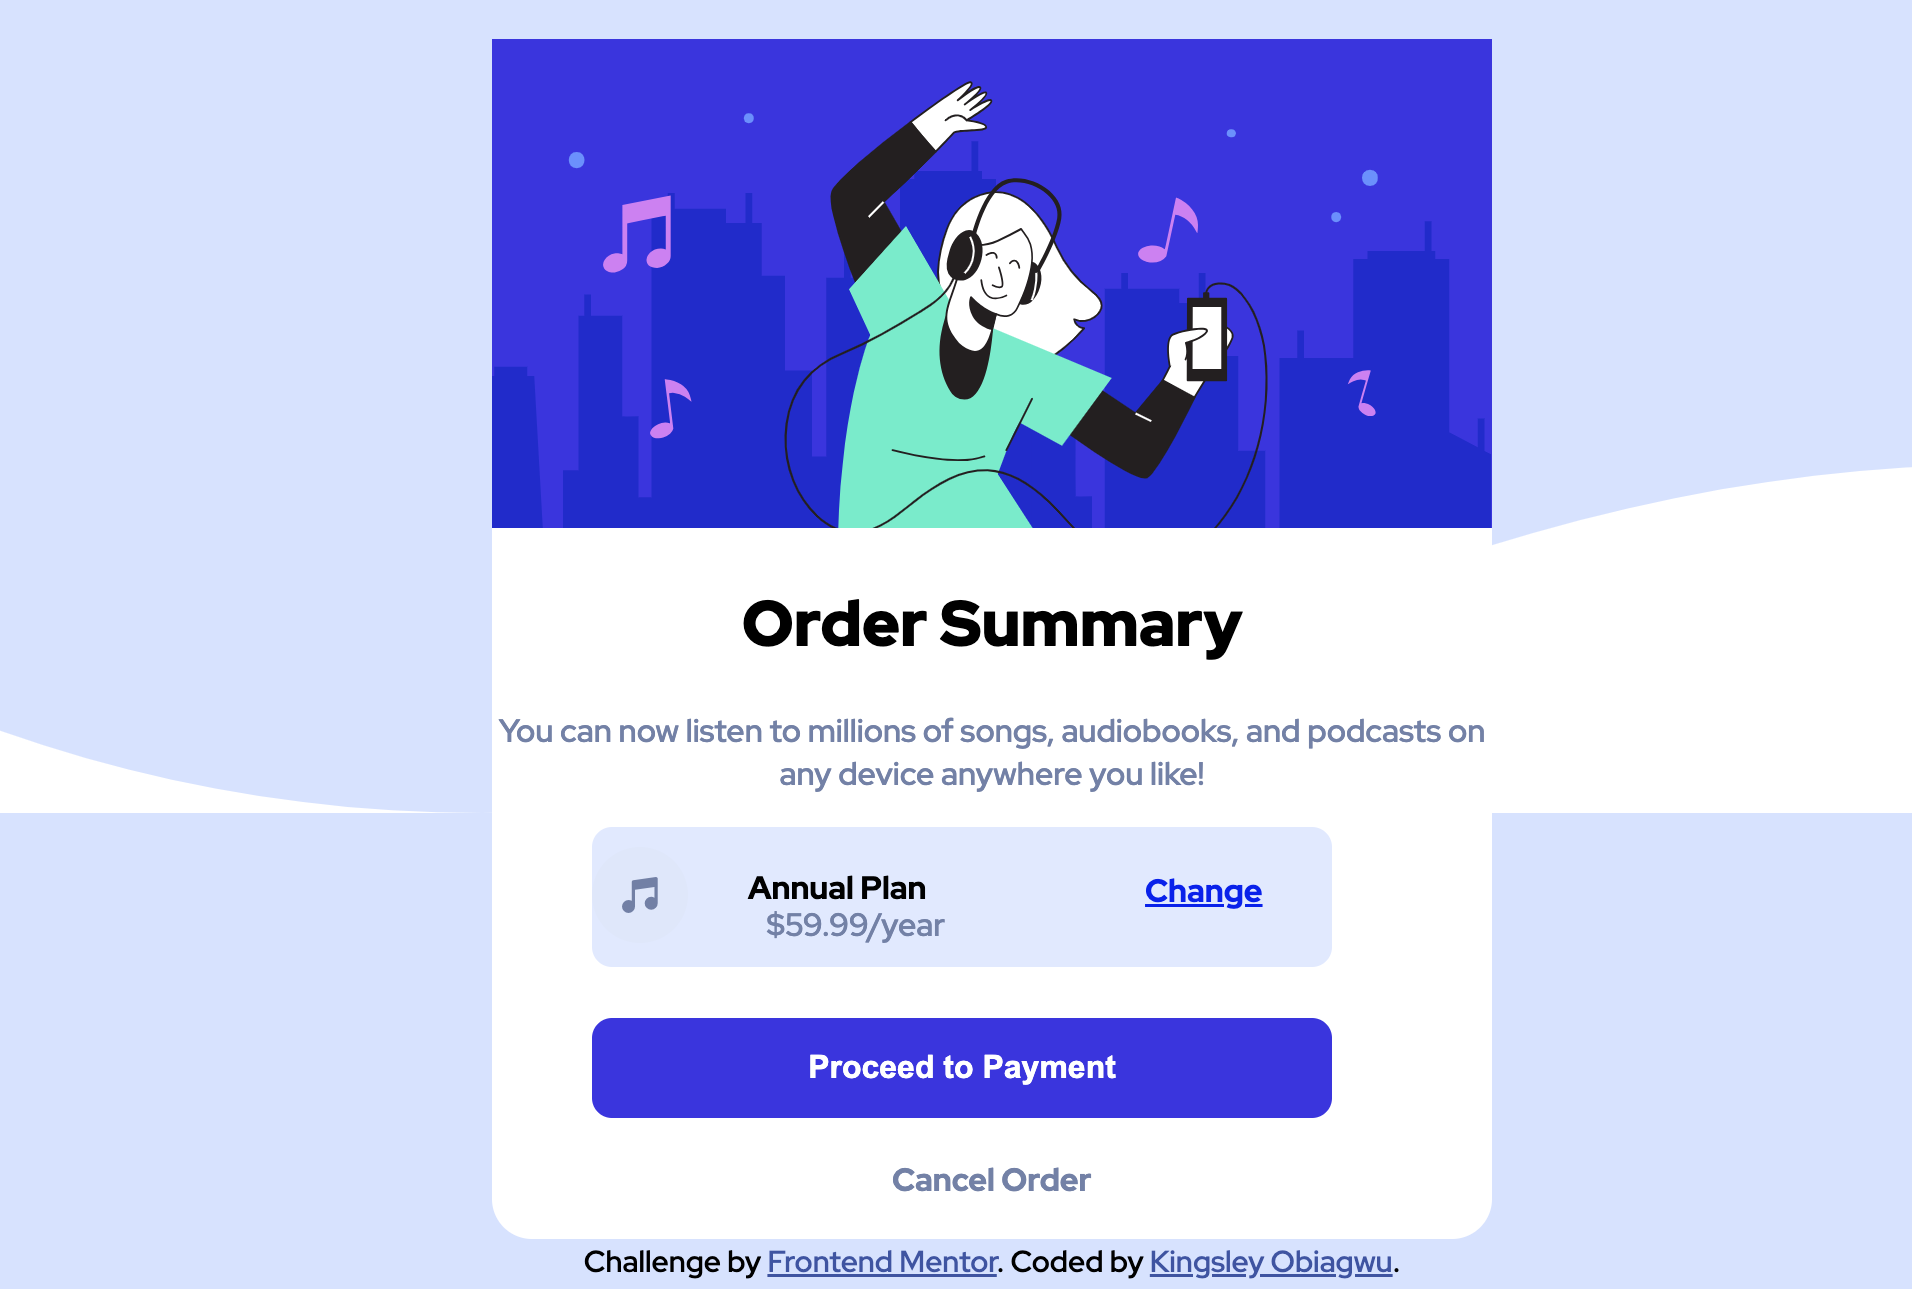 Order Summary
You can now listen to millions of songs, audiobooks, and podcasts on
any device anywhere you like!
Annual Plan
$59.99/year
Change
Proceed to Payment
Cancel Order
Challenge by Frontend Mentor. Coded by Kingsley Obiagwu.